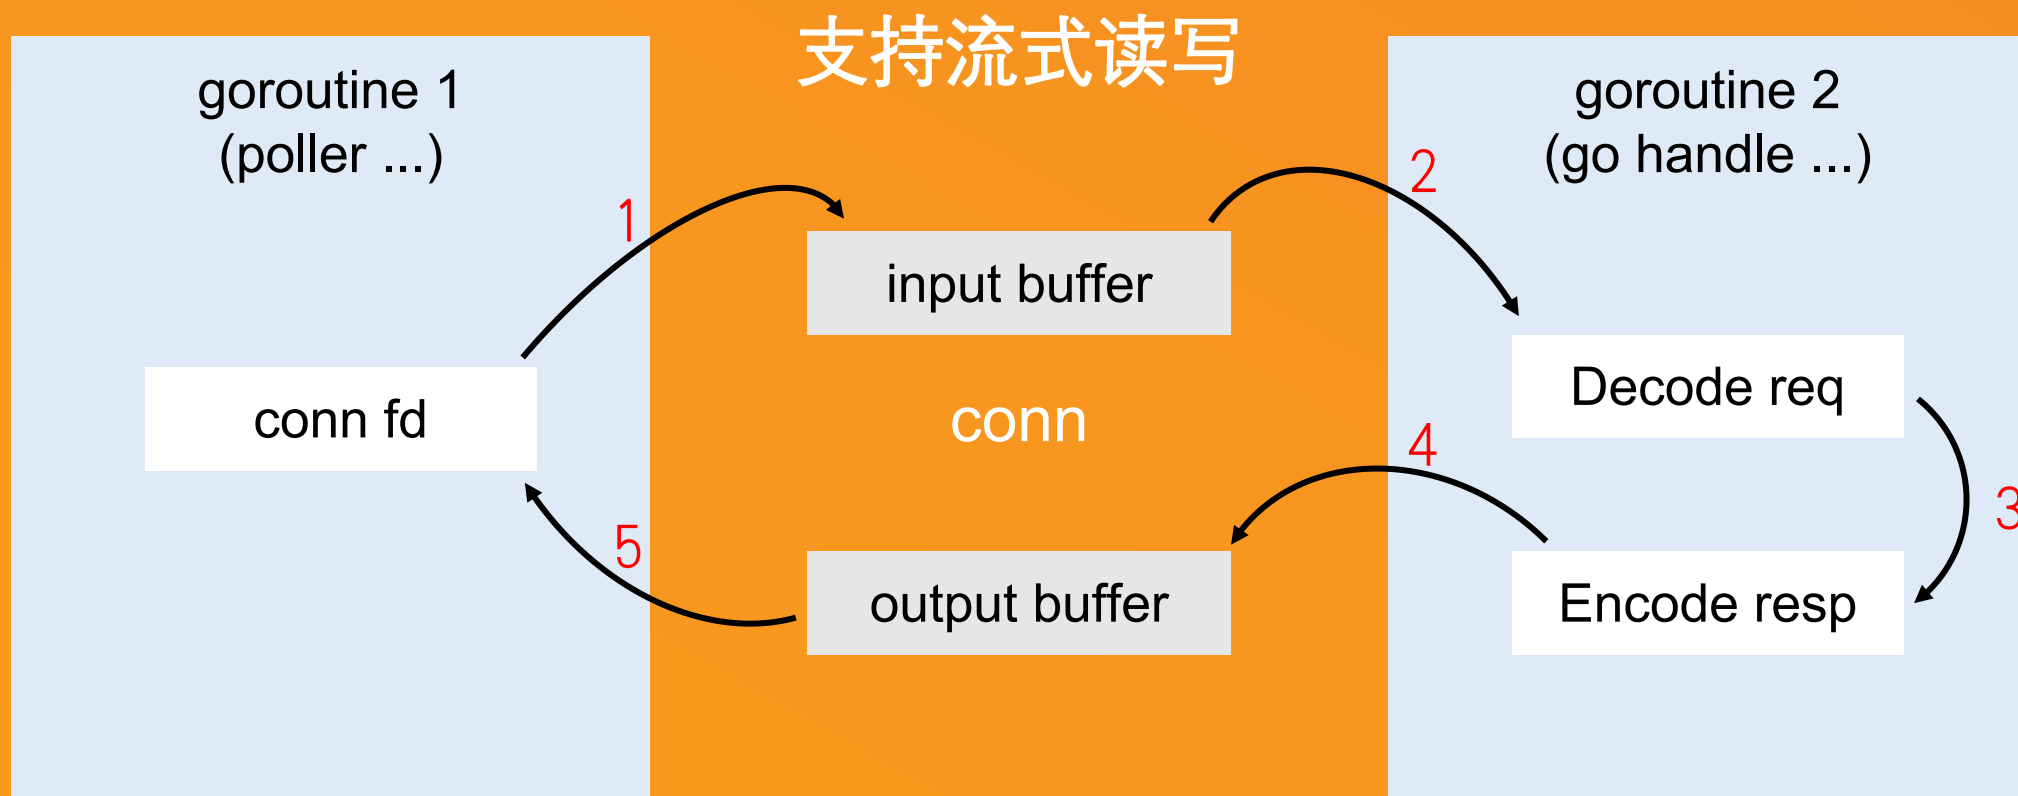 支持流式读写
goroutine 1
(poller ...)
goroutine 2
(go handle ...)
1
2
input buffer
Decode req
conn fd
conn
4
3
5
output buffer
Encode resp